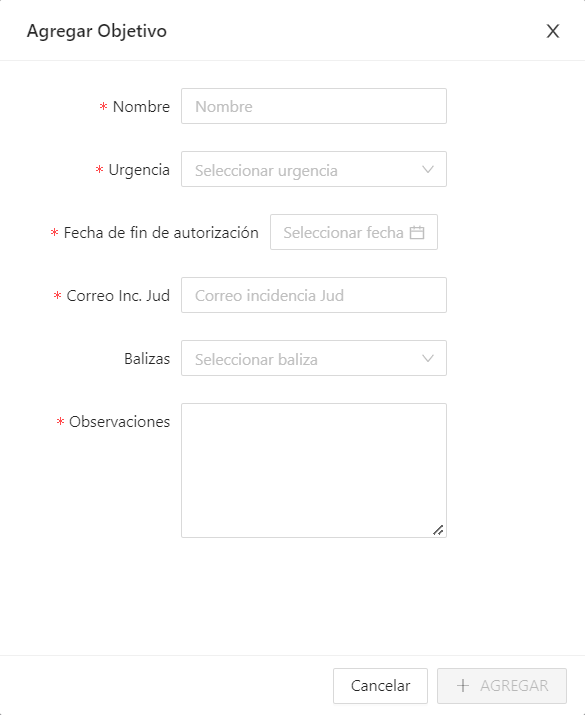 Agregar Objetivo
* Nombre Nombre
* Urgencia Seleccionar urgencia
* Fecha de fin de autorización Seleccionar fecha
* Correo Inc. Jud Correo incidencia Jud
Balizas Seleccionar baliza
* Observaciones
Cancelar + AGREGAR